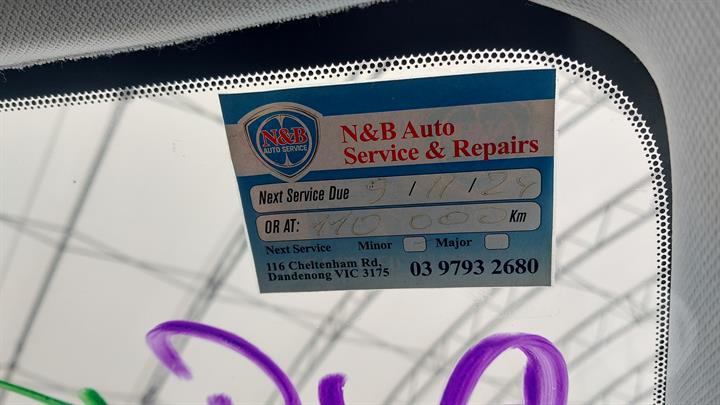 N&B
AUTO SERVICE
N&B Auto
Service & Repairs
Next Service Due 9 / 11 / 24
OR AT: 110 000 Km
Next Service Minor Major
116 Cheltenham Rd,
Dandenong VIC 3175
03 9793 2680